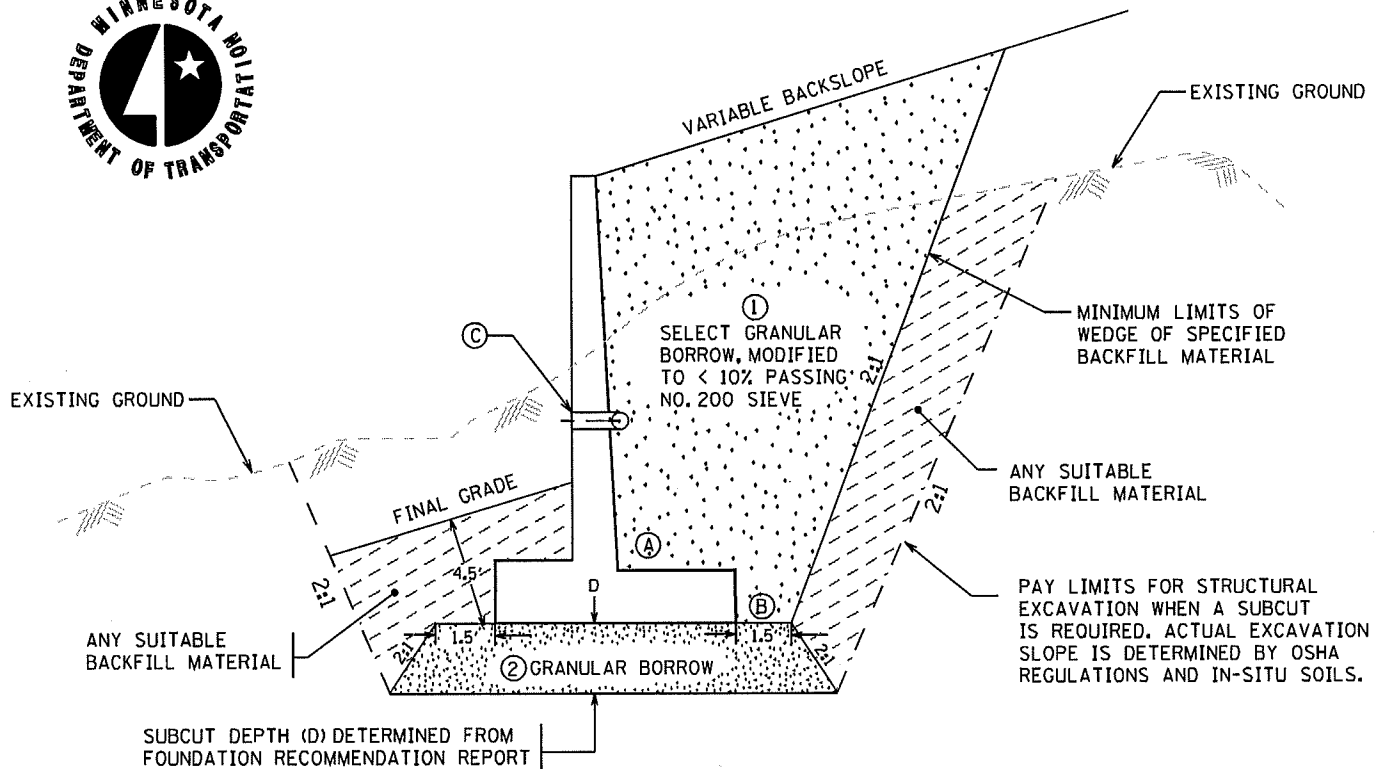 MINNESOTA
DEPARTMENT OF TRANSPORTATION
VARIABLE BACKSLOPE
EXISTING GROUND
①
SELECT GRANULAR
BORROW, MODIFIED
TO < 10% PASSING
NO. 200 SIEVE
2:1
MINIMUM LIMITS OF
WEDGE OF SPECIFIED
BACKFILL MATERIAL
Ⓒ
EXISTING GROUND
ANY SUITABLE
BACKFILL MATERIAL
2:1
FINAL GRADE
4.5'
2:1
Ⓐ
D
Ⓑ
PAY LIMITS FOR STRUCTURAL
EXCAVATION WHEN A SUBCUT
IS REQUIRED. ACTUAL EXCAVATION
SLOPE IS DETERMINED BY OSHA
REGULATIONS AND IN-SITU SOILS.
ANY SUITABLE
BACKFILL MATERIAL
1.5'
1.5'
2:1
② GRANULAR BORROW
2:1
SUBCUT DEPTH (D) DETERMINED FROM
FOUNDATION RECOMMENDATION REPORT